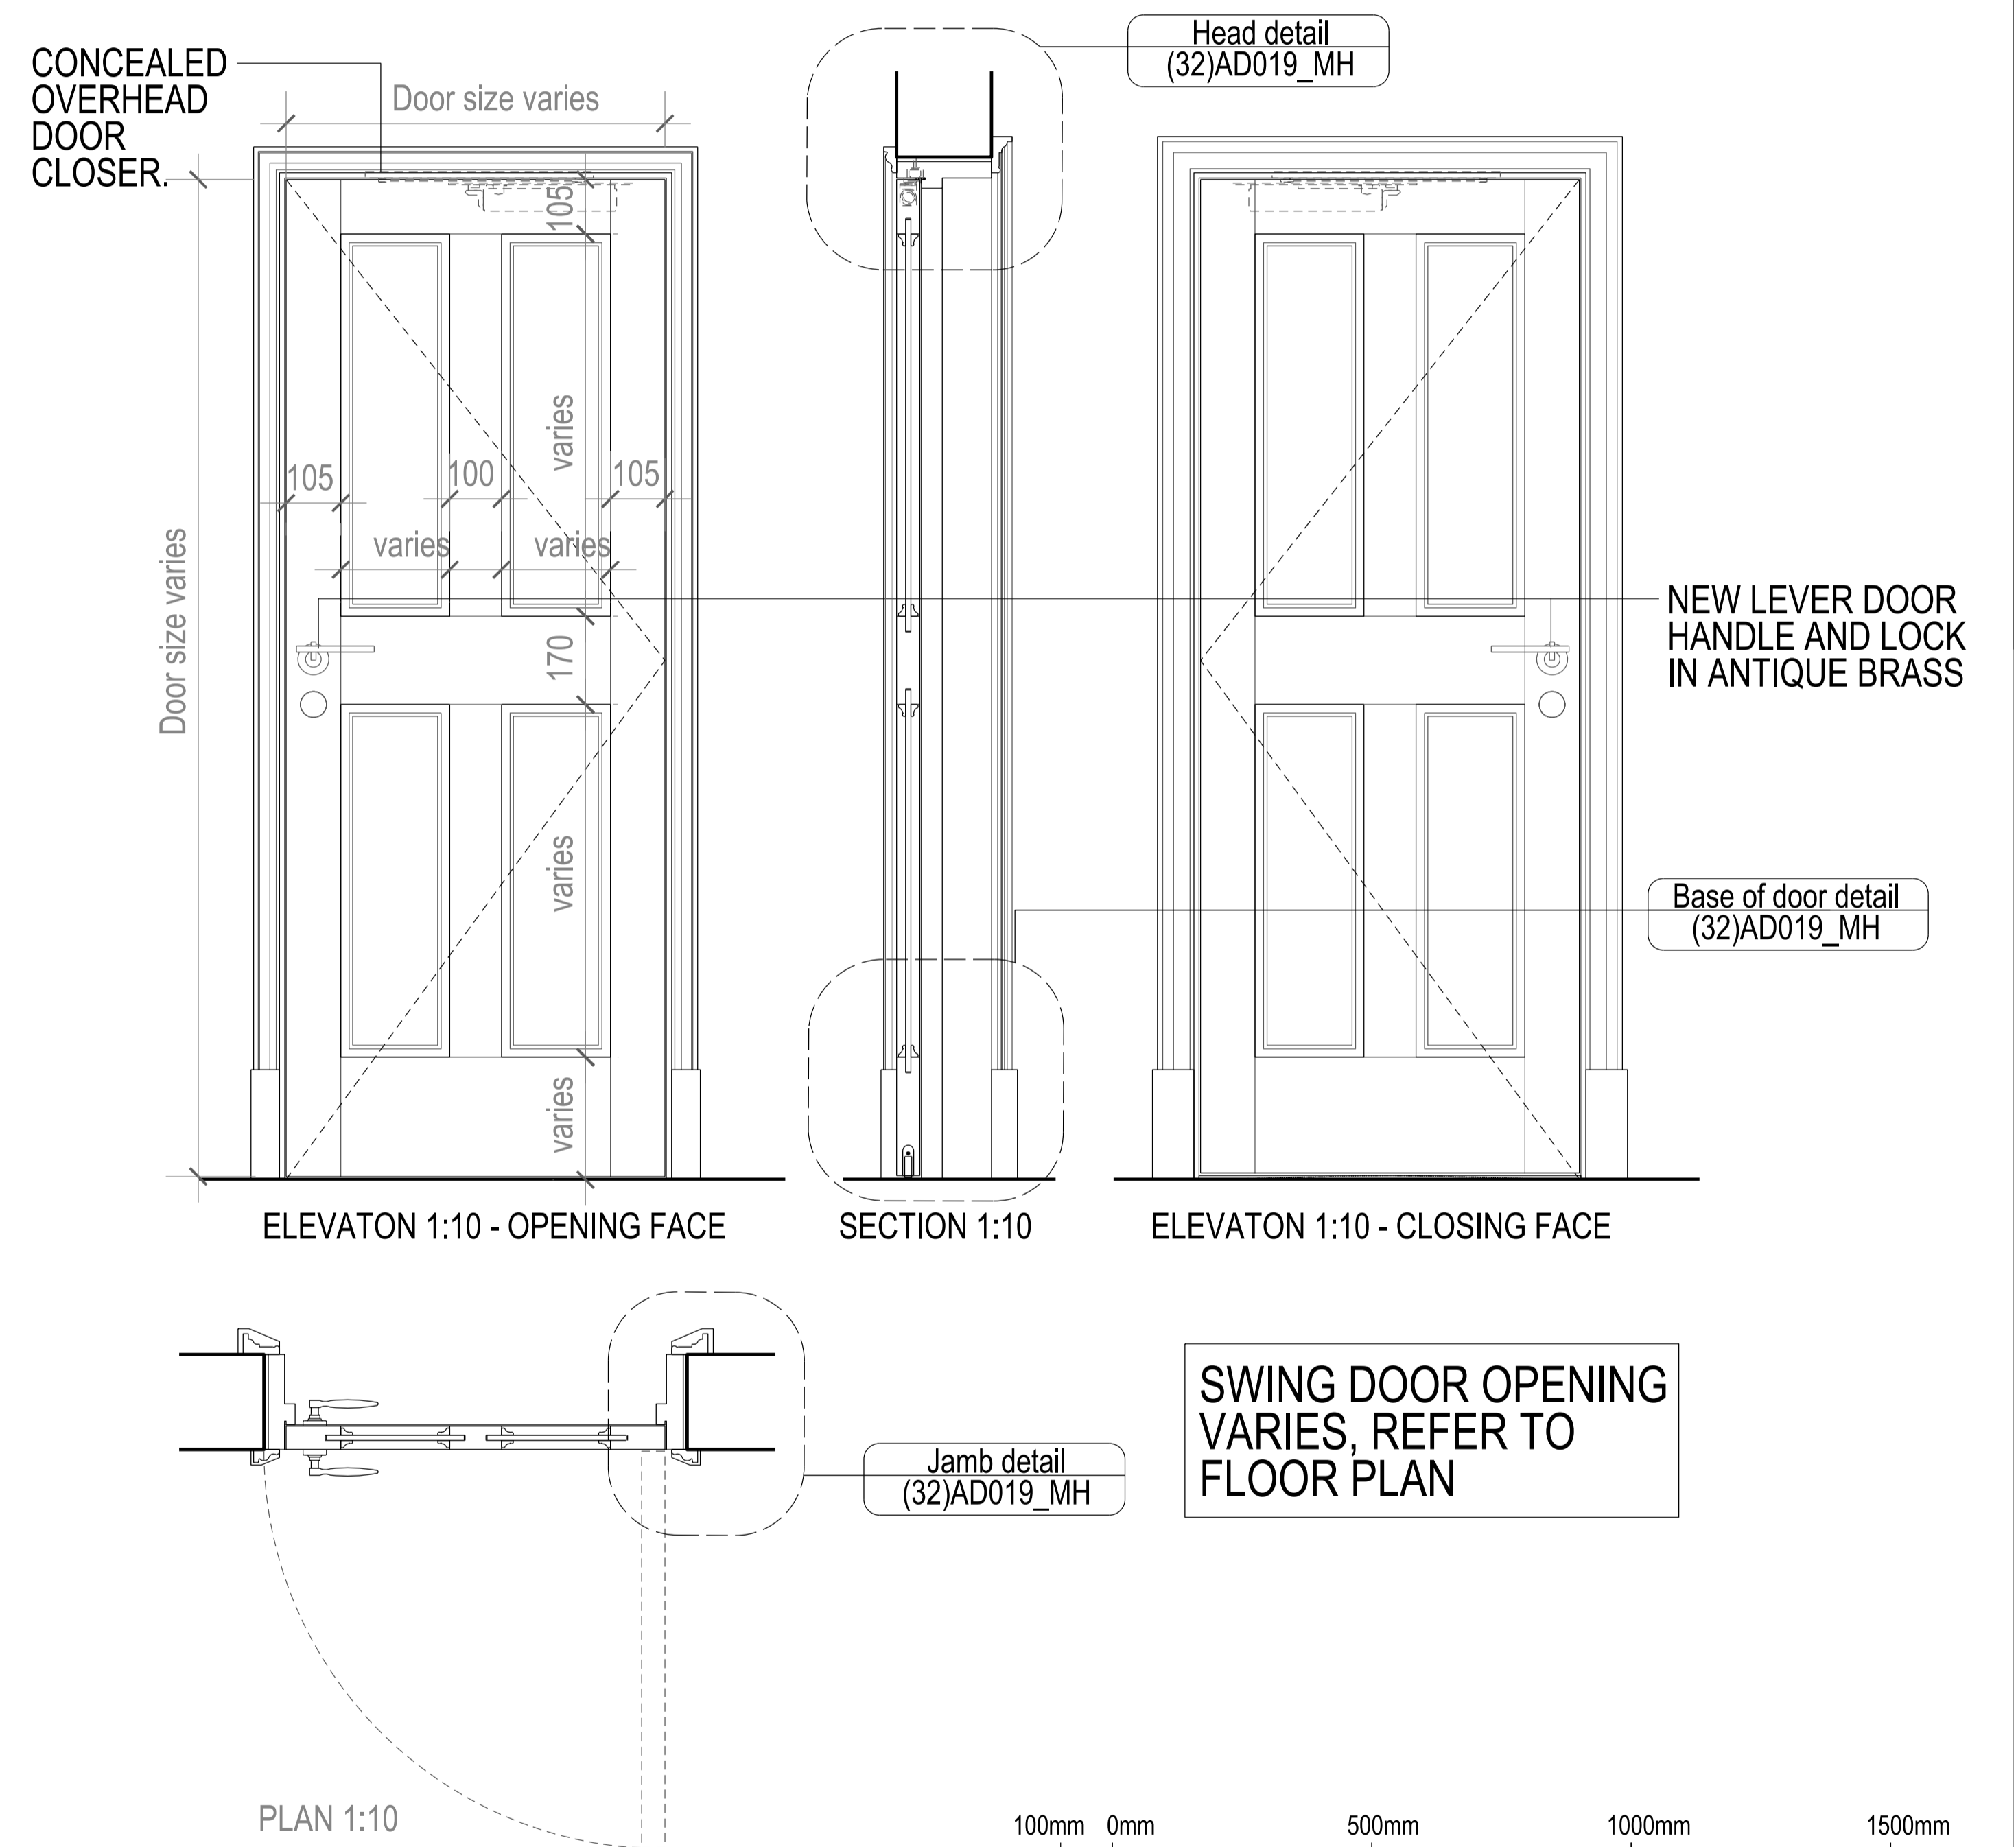 Head detail
(32)AD019_MH
CONCEALED
OVERHEAD
DOOR
CLOSER.
Door size varies
105
varies
105
100
105
varies
varies
Door size varies
170
NEW LEVER DOOR
HANDLE AND LOCK
IN ANTIQUE BRASS
varies
Base of door detail
(32)AD019_MH
varies
ELEVATON 1:10 - OPENING FACE
SECTION 1:10
ELEVATON 1:10 - CLOSING FACE
SWING DOOR OPENING
VARIES, REFER TO
FLOOR PLAN
Jamb detail
(32)AD019_MH
PLAN 1:10
100mm 0mm 500mm 1000mm 1500mm